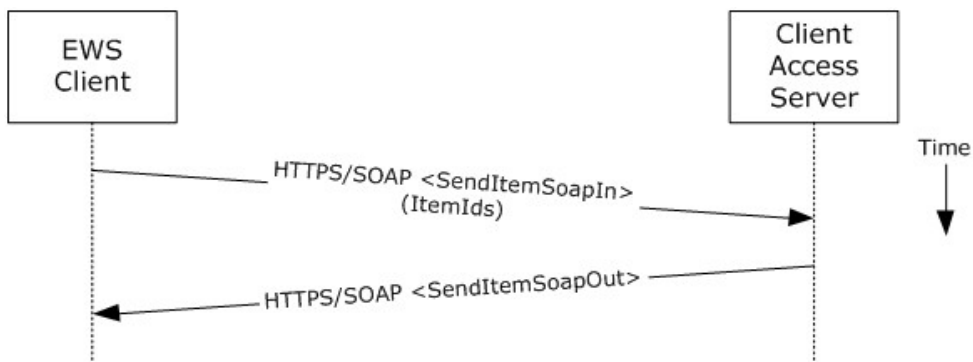 EWS
Client
Client
Access
Server
Time
HTTPS/SOAP <SendItemSoapIn>
(ItemIds)
HTTPS/SOAP <SendItemSoapOut>